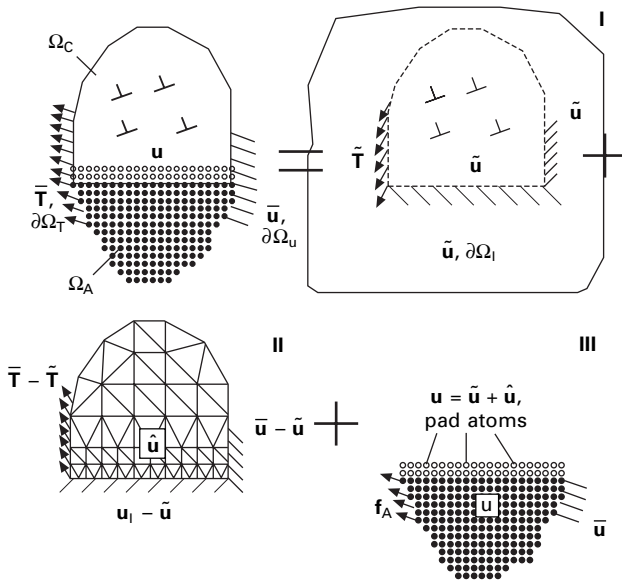 Ω_C
I
u
ũ
T̃
ũ
T̄,
∂Ω_T
ū,
∂Ω_u
ũ, ∂Ω_I
Ω_A
II
III
T̄ – T̃
u = ũ + û,
pad atoms
ū – ũ
û
f_A
u
ū
u_I – ũ